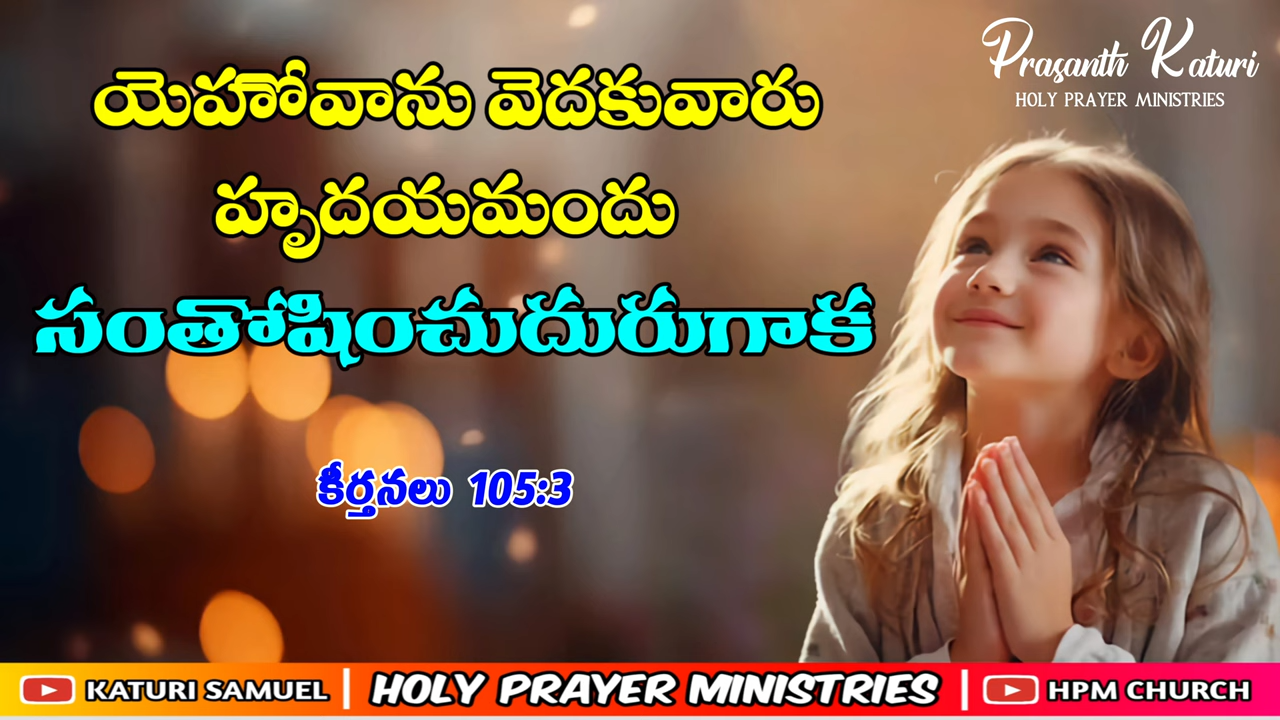 Prasanth Katuri
HOLY PRAYER MINISTRIES
యెహోవాను వెదకువారు
హృదయమందు
సంతోషించుదురుగాక
కీర్తనలు 105:3
KATURI SAMUEL | HOLY PRAYER MINISTRIES | HPM CHURCH